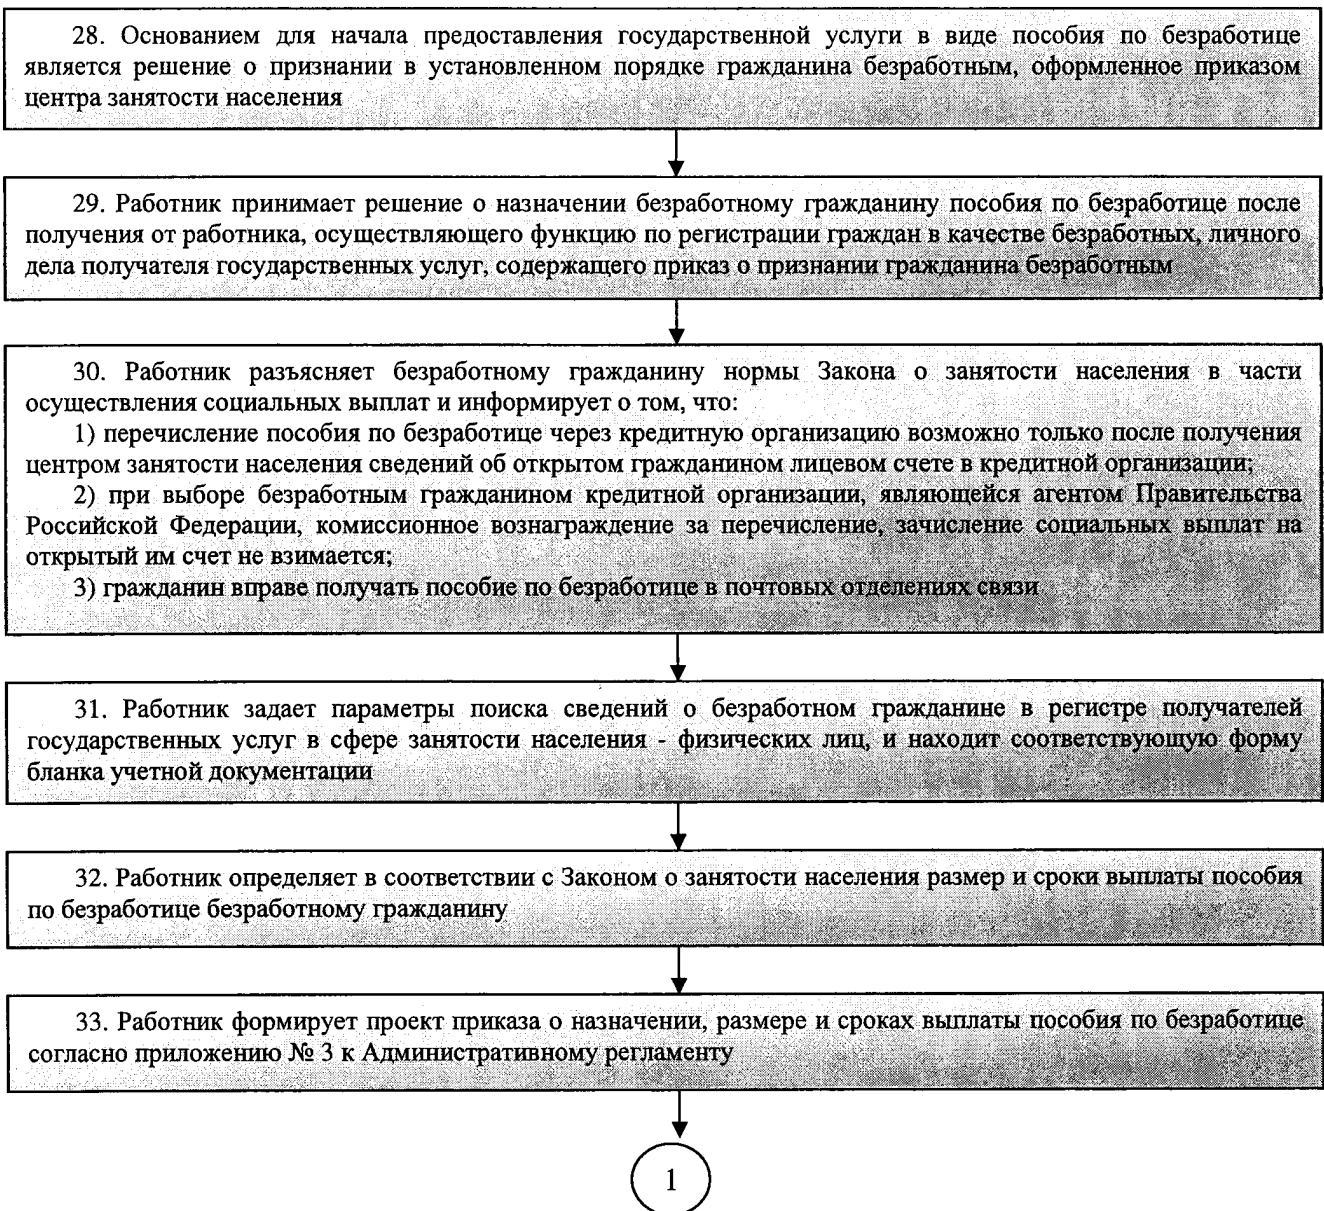 28. Основанием для начала предоставления государственной услуги в виде пособия по безработице
является решение о признании в установленном порядке гражданина безработным, оформленное приказом
центра занятости населения
29. Работник принимает решение о назначении безработному гражданину пособия по безработице после
получения от работника, осуществляющего функцию по регистрации граждан в качестве безработных, личного
дела получателя государственных услуг, содержащего приказ о признании гражданина безработным
30. Работник разъясняет безработному гражданину нормы Закона о занятости населения в части
осуществления социальных выплат и информирует о том, что:
1) перечисление пособия по безработице через кредитную организацию возможно только после получения
центром занятости населения сведений об открытом гражданином лицевом счете в кредитной организации;
2) при выборе безработным гражданином кредитной организации, являющейся агентом Правительства
Российской Федерации, комиссионное вознаграждение за перечисление, зачисление социальных выплат на
открытый им счет не взимается;
3) гражданин вправе получать пособие по безработице в почтовых отделениях связи
31. Работник задает параметры поиска сведений о безработном гражданине в регистре получателей
государственных услуг в сфере занятости населения - физических лиц, и находит соответствующую форму
бланка учетной документации
32. Работник определяет в соответствии с Законом о занятости населения размер и сроки выплаты пособия
по безработице безработному гражданину
33. Работник формирует проект приказа о назначении, размере и сроках выплаты пособия по безработице
согласно приложению № 3 к Административному регламенту
1